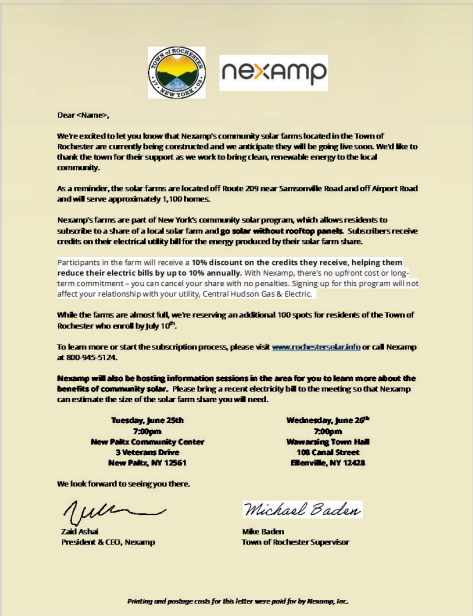 TOWN of ROCHESTER
17 NEW YORK 03
nexamp
Dear <Name>,
We're excited to let you know that Nexamp's community solar farms located in the Town of
Rochester are currently being constructed and we anticipate they will be going live soon. We'd like to
thank the town for their support as we work to bring clean, renewable energy to the local
community.
As a reminder, the solar farms are located off Route 209 near Samsonville Road and off Airport Road
and will serve approximately 1,100 homes.
Nexamp's farms are part of New York's community solar program, which allows residents to
subscribe to a share of a local solar farm and go solar without rooftop panels. Subscribers receive
credits on their electrical utility bill for the energy produced by their solar farm share.
Participants in the farm will receive a 10% discount on the credits they receive, helping them
reduce their electric bills by up to 10% annually. With Nexamp, there's no upfront cost or long-
term commitment – you can cancel your share with no penalties. Signing up for this program will not
affect your relationship with your utility, Central Hudson Gas & Electric.
While the farms are almost full, we're reserving an additional 100 spots for residents of the Town of
Rochester who enroll by July 10th.
To learn more or start the subscription process, please visit www.rochestersolar.info or call Nexamp
at 800-945-5124.
Nexamp will also be hosting information sessions in the area for you to learn more about the
benefits of community solar. Please bring a recent electricity bill to the meeting so that Nexamp
can estimate the size of the solar farm share you will need.
Tuesday, June 25th
7:00pm
New Paltz Community Center
3 Veterans Drive
New Paltz, NY 12561
Wednesday, June 26th
7:00pm
Wawarsing Town Hall
108 Canal Street
Ellenville, NY 12428
We look forward to seeing you there.
Zaid Ashai
President & CEO, Nexamp
Michael Baden
Mike Baden
Town of Rochester Supervisor
Printing and postage costs for this letter were paid for by Nexamp, Inc.